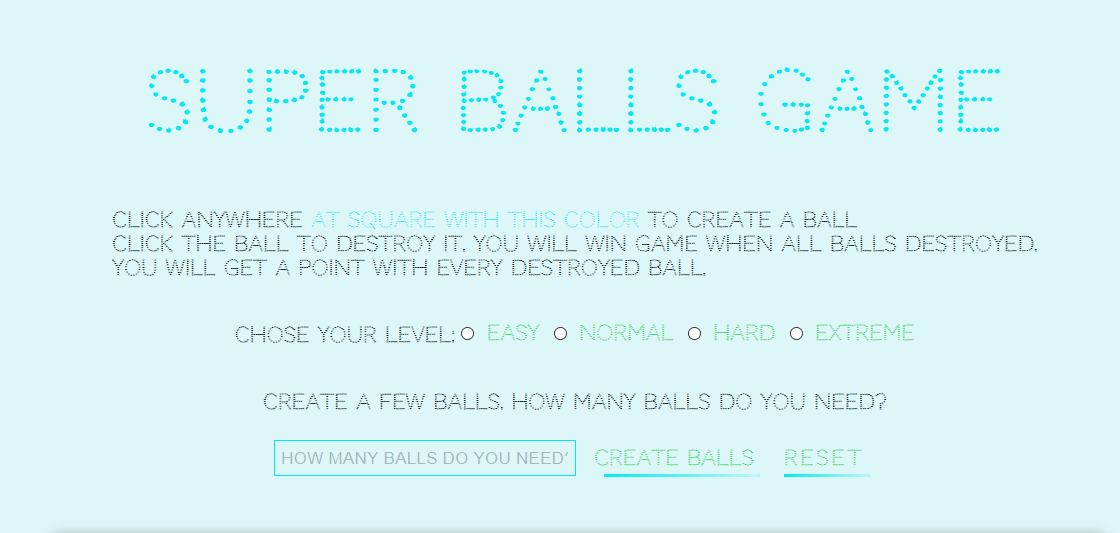 SUPER BALLS GAME
CLICK ANYWHERE AT SQUARE WITH THIS COLOR TO CREATE A BALL
CLICK THE BALL TO DESTROY IT. YOU WILL WIN GAME WHEN ALL BALLS DESTROYED.
YOU WILL GET A POINT WITH EVERY DESTROYED BALL.
CHOSE YOUR LEVEL: EASY NORMAL HARD EXTREME
CREATE A FEW BALLS. HOW MANY BALLS DO YOU NEED?
HOW MANY BALLS DO YOU NEED CREATE BALLS RESET